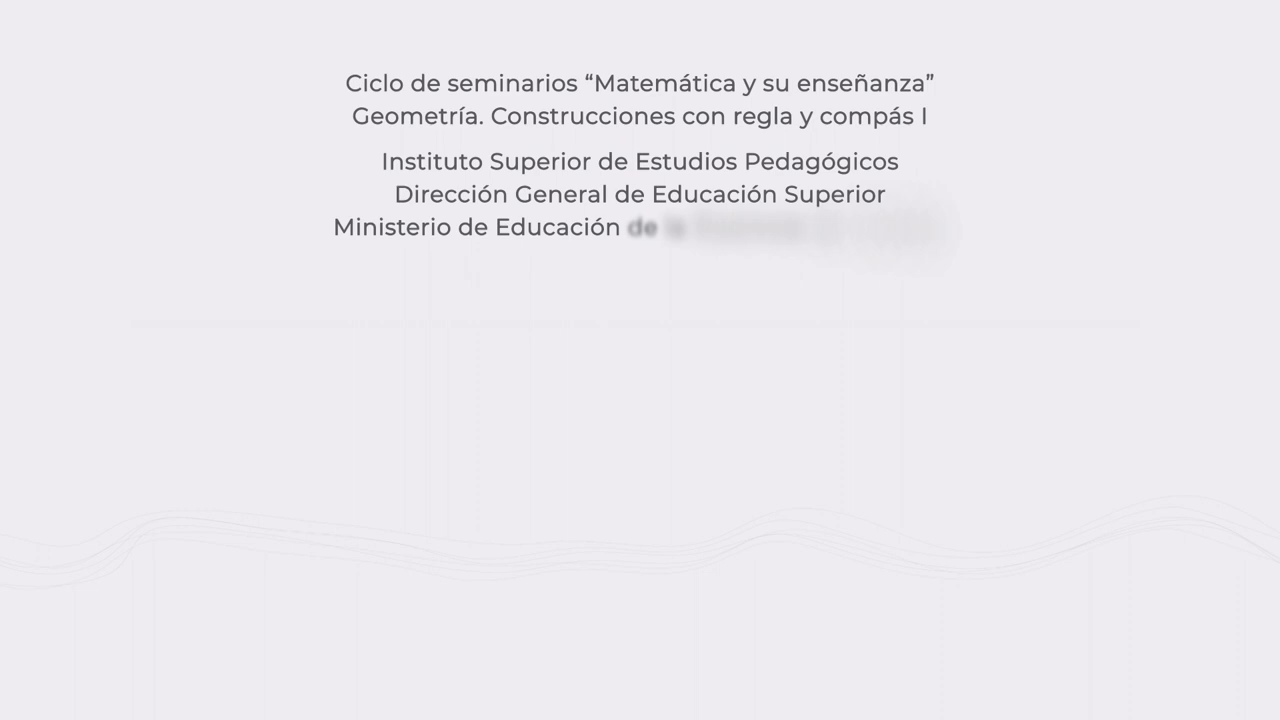 Ciclo de seminarios “Matemática y su enseñanza”
Geometría. Construcciones con regla y compás I
Instituto Superior de Estudios Pedagógicos
Dirección General de Educación Superior
Ministerio de Educación de la